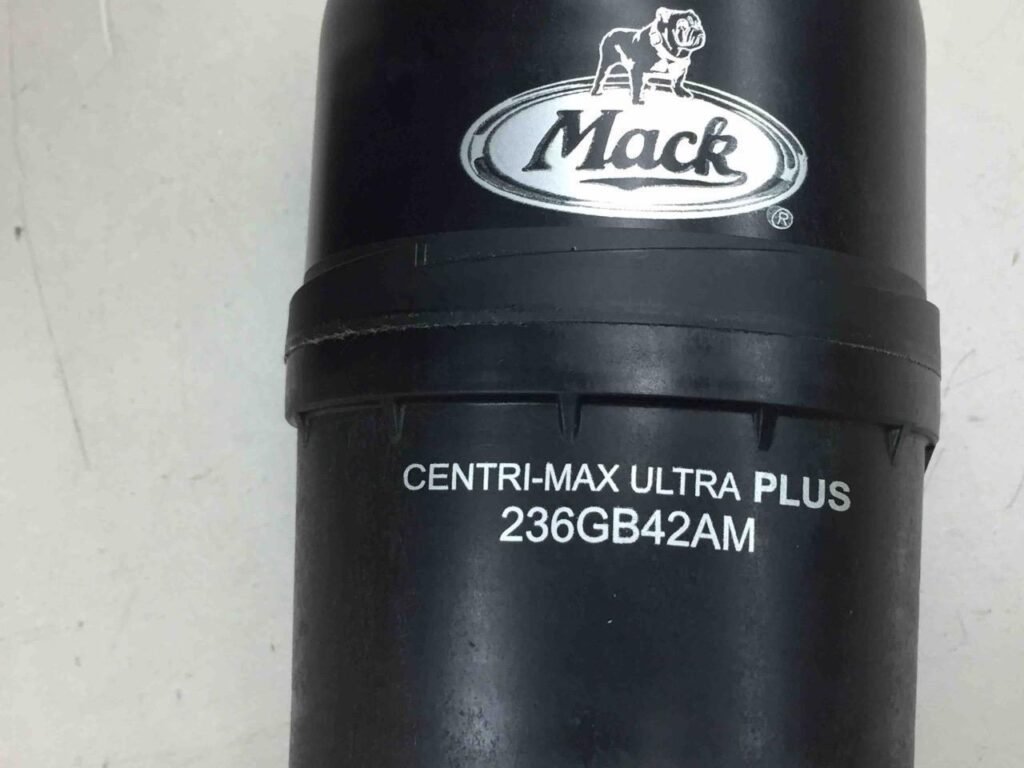 Mack
®
CENTRI-MAX ULTRA PLUS
236GB42AM